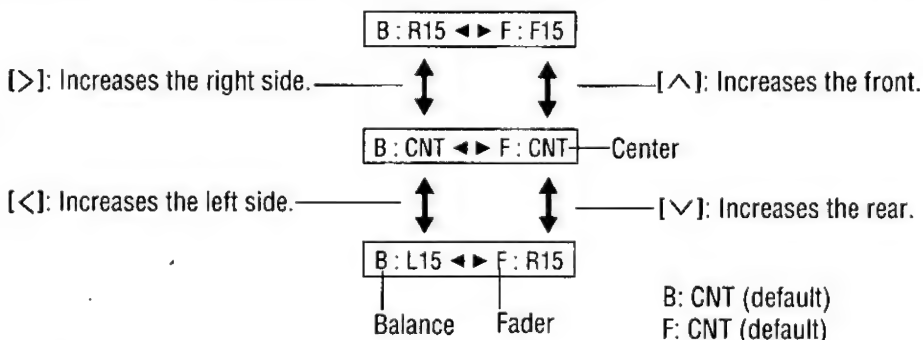 B : R15 ◄ ► F : F15
[>]: Increases the right side.
[∧]: Increases the front.
B : CNT ◄ ► F : CNT
Center
[<]: Increases the left side.
[∨]: Increases the rear.
B : L15 ◄ ► F : R15
Balance
Fader
B: CNT (default)
F: CNT (default)